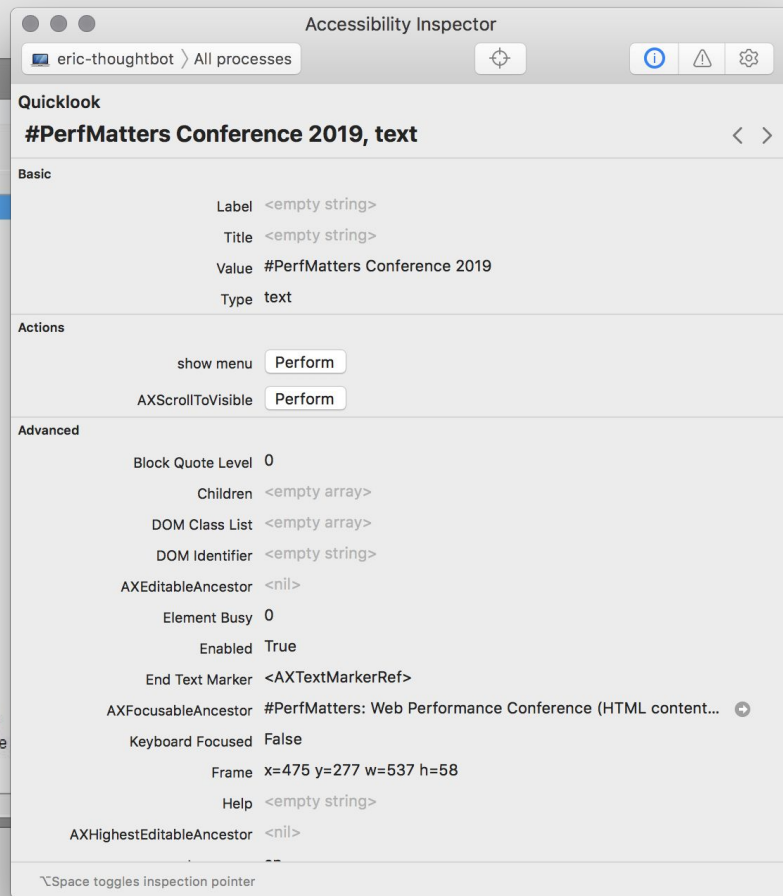 Accessibility Inspector
eric-thoughtbot 〉 All processes
Quicklook
#PerfMatters Conference 2019, text
Basic
Label <empty string>
Title <empty string>
Value #PerfMatters Conference 2019
Type text
Actions
show menu Perform
AXScrollToVisible Perform
Advanced
Block Quote Level 0
Children <empty array>
DOM Class List <empty array>
DOM Identifier <empty string>
AXEditableAncestor <nil>
Element Busy 0
Enabled True
End Text Marker <AXTextMarkerRef>
AXFocusableAncestor #PerfMatters: Web Performance Conference (HTML content...
Keyboard Focused False
Frame x=475 y=277 w=537 h=58
Help <empty string>
AXHighestEditableAncestor <nil>
⌥Space toggles inspection pointer